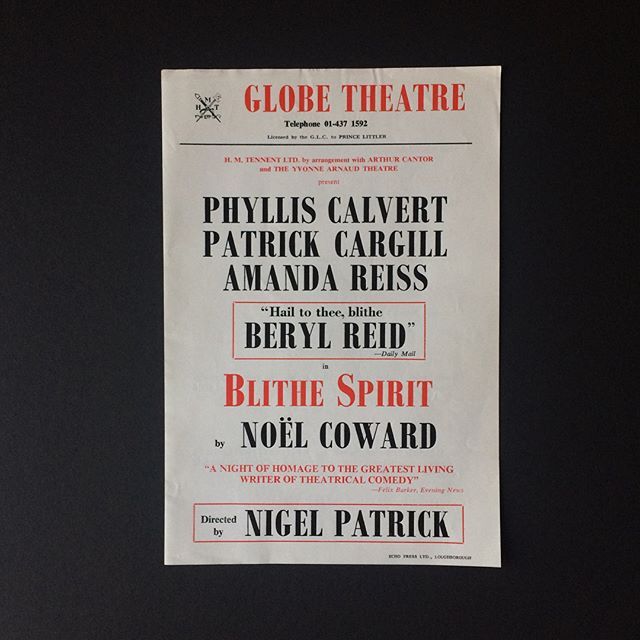 H M T
GLOBE THEATRE
Telephone 01-437 1592
Licensed by the G.L.C. to PRINCE LITTLER
H. M. TENNENT LTD. by arrangement with ARTHUR CANTOR
and THE YVONNE ARNAUD THEATRE
present
PHYLLIS CALVERT
PATRICK CARGILL
AMANDA REISS
"Hail to thee, blithe
BERYL REID"
—Daily Mail
in
BLITHE SPIRIT
by NOËL COWARD
"A NIGHT OF HOMAGE TO THE GREATEST LIVING
WRITER OF THEATRICAL COMEDY"
—Felix Barker, Evening News
Directed by NIGEL PATRICK
ECHO PRESS LTD., LOUGHBOROUGH